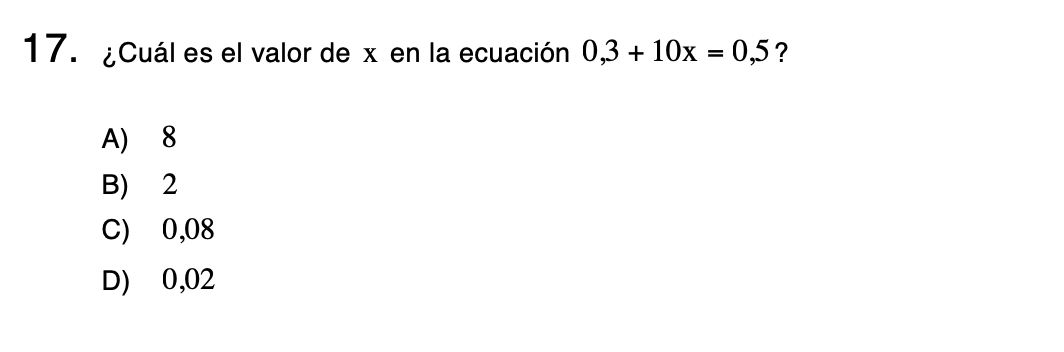 17. ¿Cuál es el valor de x en la ecuación 0,3 + 10x = 0,5?
A) 8
B) 2
C) 0,08
D) 0,02